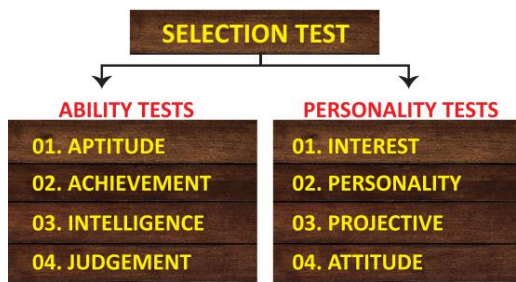 SELECTION TEST
ABILITY TESTS
01. APTITUDE
02. ACHIEVEMENT
03. INTELLIGENCE
04. JUDGEMENT
PERSONALITY TESTS
01. INTEREST
02. PERSONALITY
03. PROJECTIVE
04. ATTITUDE